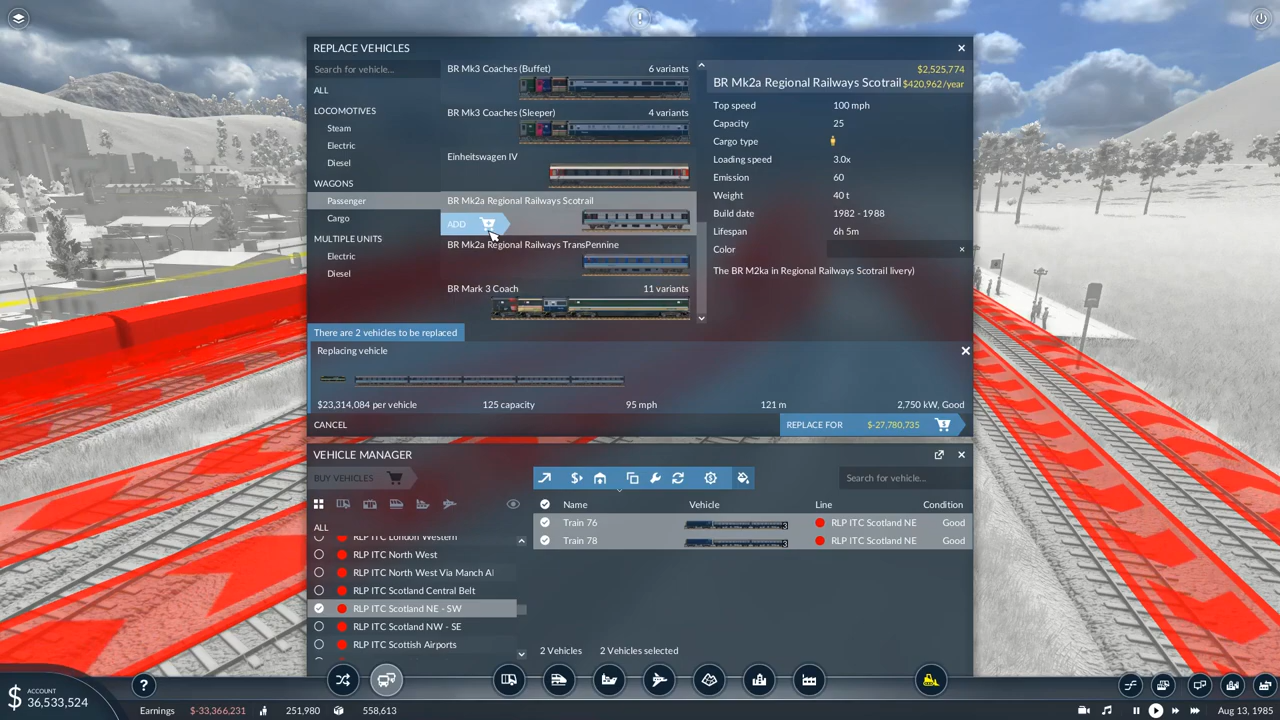 REPLACE VEHICLES
Search for vehicle...
ALL
LOCOMOTIVES
Steam
Electric
Diesel
WAGONS
Passenger
Cargo
MULTIPLE UNITS
Electric
Diesel
BR Mk3 Coaches (Buffet) 6 variants
BR Mk3 Coaches (Sleeper) 4 variants
Einheitswagen IV
BR Mk2a Regional Railways Scotrail
ADD
BR Mk2a Regional Railways TransPennine
BR Mark 3 Coach 11 variants
$2,525,774
BR Mk2a Regional Railways Scotrail $420,962/year
Top speed 100 mph
Capacity 25
Cargo type
Loading speed 3.0x
Emission 60
Weight 40 t
Build date 1982 - 1988
Lifespan 6h 5m
Color
The BR M2ka in Regional Railways Scotrail livery)
There are 2 vehicles to be replaced
Replacing vehicle
$23,314,084 per vehicle 125 capacity 95 mph 121 m 2,750 kW, Good
CANCEL REPLACE FOR $-27,780,735
VEHICLE MANAGER
BUY VEHICLES
Search for vehicle...
ALL
RLP ITC London Western
RLP ITC North West
RLP ITC North West Via Manch Ai
RLP ITC Scotland Central Belt
RLP ITC Scotland NE - SW
RLP ITC Scotland NW - SE
RLP ITC Scottish Airports
Name Vehicle Line Condition
Train 76 3 RLP ITC Scotland NE Good
Train 78 3 RLP ITC Scotland NE Good
2 Vehicles 2 Vehicles selected
$ ACCOUNT
36,533,524
?
Earnings $-33,366,231 251,980 558,613
Aug 13, 1985